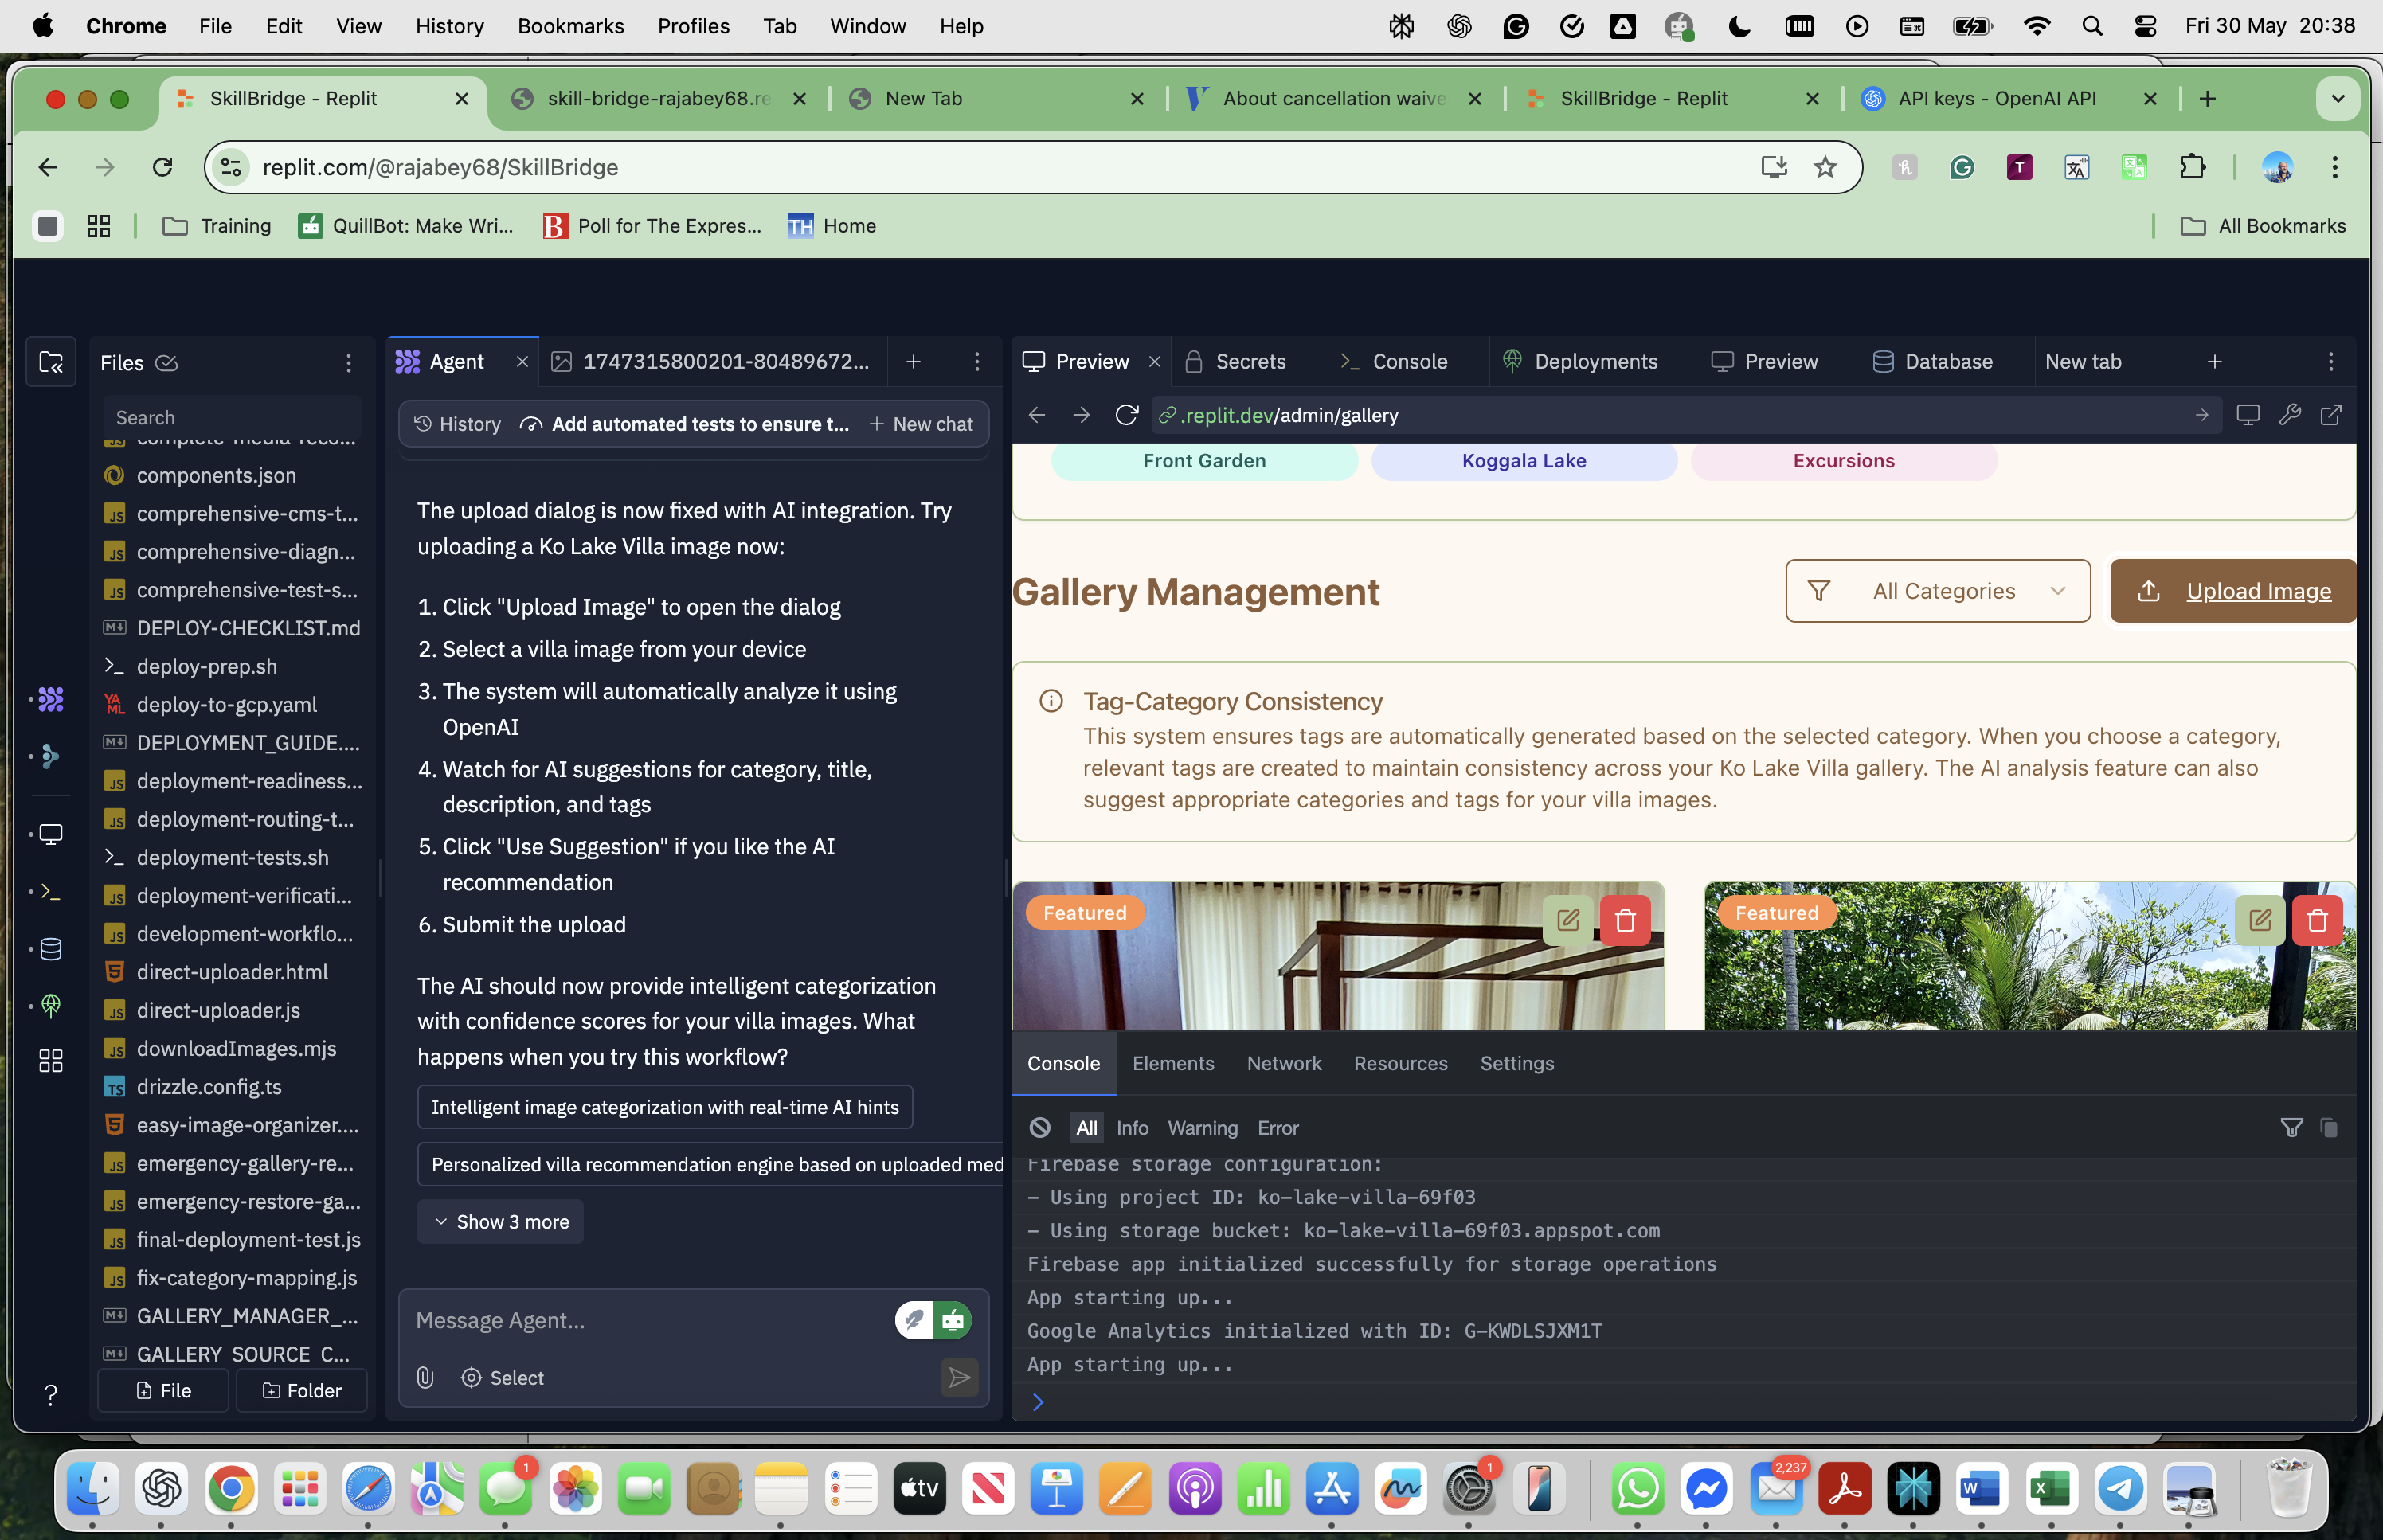 Chrome File Edit View History Bookmarks Profiles Tab Window Help Fri 30 May 20:38
SkillBridge - Replit
skill-bridge-rajabey68.re
New Tab
About cancellation waive
SkillBridge - Replit
API keys - OpenAI API
replit.com/@rajabey68/SkillBridge
Training
QuillBot: Make Wri...
Poll for The Expres...
Home
All Bookmarks
Files
Search
complete-media-reco...
components.json
comprehensive-cms-t...
comprehensive-diagn...
comprehensive-test-s...
DEPLOY-CHECKLIST.md
deploy-prep.sh
deploy-to-gcp.yaml
DEPLOYMENT_GUIDE....
deployment-readiness...
deployment-routing-t...
deployment-tests.sh
deployment-verificati...
development-workflo...
direct-uploader.html
direct-uploader.js
downloadImages.mjs
drizzle.config.ts
easy-image-organizer....
emergency-gallery-re...
emergency-restore-ga...
final-deployment-test.js
fix-category-mapping.js
GALLERY_MANAGER_...
GALLERY_SOURCE_C...
File
Folder
Agent
1747315800201-80489672...
History
Add automated tests to ensure t...
New chat
The upload dialog is now fixed with AI integration. Try
uploading a Ko Lake Villa image now:
1. Click "Upload Image" to open the dialog
2. Select a villa image from your device
3. The system will automatically analyze it using
OpenAI
4. Watch for AI suggestions for category, title,
description, and tags
5. Click "Use Suggestion" if you like the AI
recommendation
6. Submit the upload
The AI should now provide intelligent categorization
with confidence scores for your villa images. What
happens when you try this workflow?
Intelligent image categorization with real-time AI hints
Personalized villa recommendation engine based on uploaded med
Show 3 more
Message Agent...
Select
Preview
Secrets
Console
Deployments
Preview
Database
New tab
.replit.dev/admin/gallery
Front Garden
Koggala Lake
Excursions
Gallery Management
All Categories
Upload Image
Tag-Category Consistency
This system ensures tags are automatically generated based on the selected category. When you choose a category,
relevant tags are created to maintain consistency across your Ko Lake Villa gallery. The AI analysis feature can also
suggest appropriate categories and tags for your villa images.
Featured
Featured
Console Elements Network Resources Settings
All Info Warning Error
Firebase storage configuration:
- Using project ID: ko-lake-villa-69f03
- Using storage bucket: ko-lake-villa-69f03.appspot.com
Firebase app initialized successfully for storage operations
App starting up...
Google Analytics initialized with ID: G-KWDLSJXM1T
App starting up...
1
tv
1
2,237